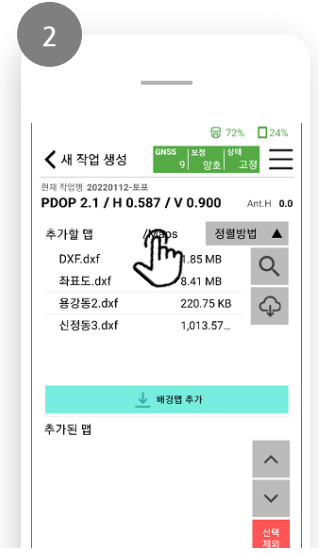 2
72% 24%
새 작업 생성
GNSS 보정 상태
9 양호 고정
현재 작업명 20220112-토포
PDOP 2.1 / H 0.587 / V 0.900 Ant.H 0.0
추가할 맵 /Maps 정렬방법 ▲
DXF.dxf 1.85 MB
좌표도.dxf 8.41 MB
용강동2.dxf 220.75 KB
신정동3.dxf 1,013.57...
배경맵 추가
추가된 맵
선택
제외